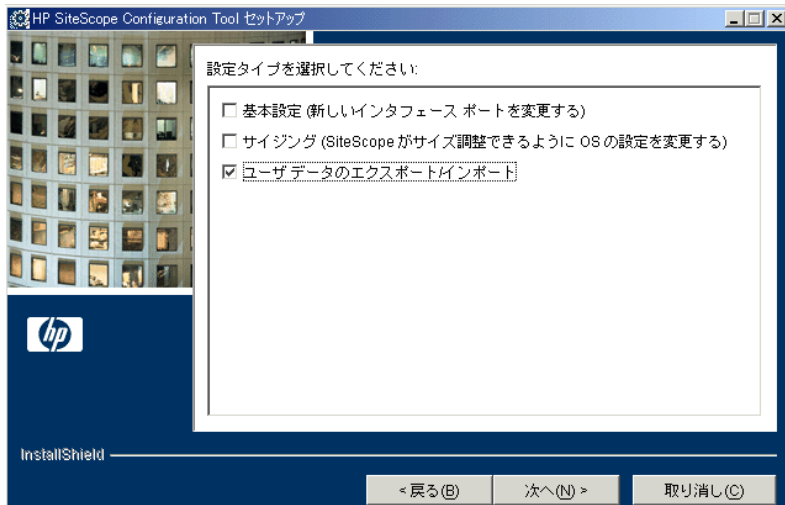 HP SiteScope Configuration Tool セットアップ
設定タイプを選択してください:
基本設定 (新しいインタフェース ポートを変更する)
サイジング (SiteScope がサイズ調整できるように OS の設定を変更する)
ユーザ データのエクスポート/インポート
hp
InstallShield
< 戻る(B)
次へ(N) >
取り消し(C)